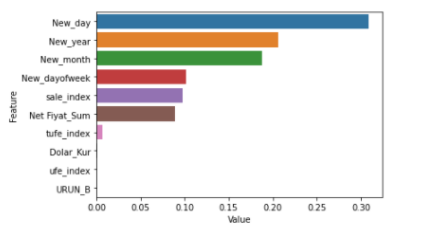 New_day
New_year
New_month
New_dayofweek
sale_index
Net Fiyat_Sum
tufe_index
Dolar_Kur
ufe_index
URUN_B
Feature
0.00 0.05 0.10 0.15 0.20 0.25 0.30
Value